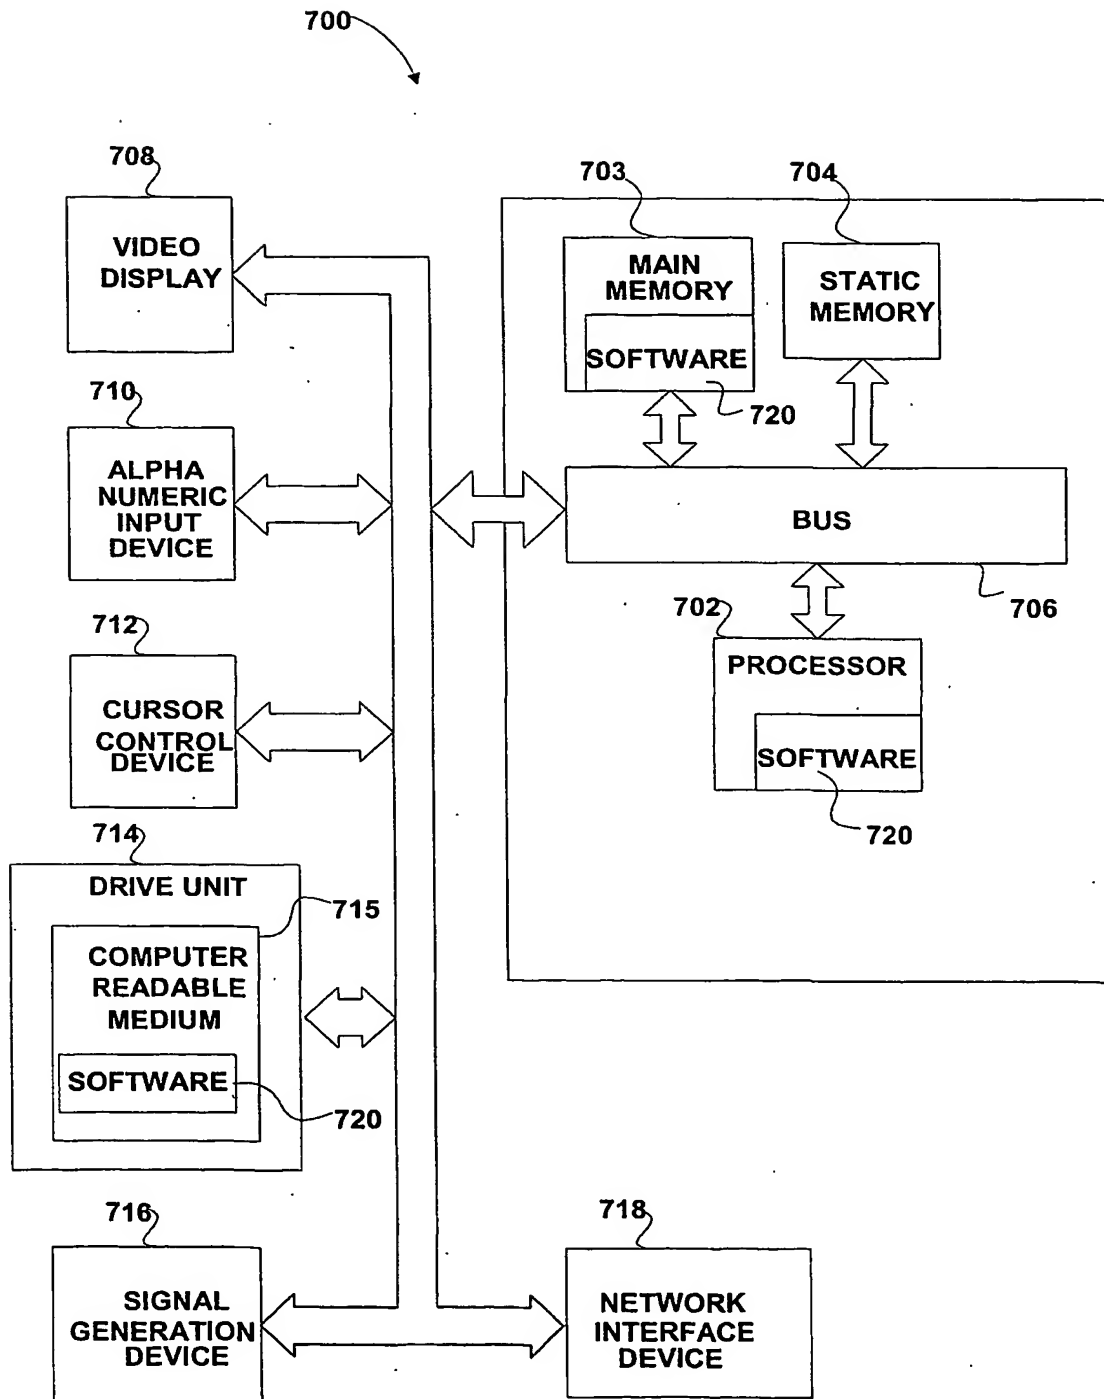 700
708
VIDEO
DISPLAY
703
MAIN
MEMORY
SOFTWARE
720
704
STATIC
MEMORY
710
ALPHA
NUMERIC
INPUT
DEVICE
BUS
706
712
CURSOR
CONTROL
DEVICE
702
PROCESSOR
SOFTWARE
720
714
DRIVE UNIT
715
COMPUTER
READABLE
MEDIUM
SOFTWARE
720
716
SIGNAL
GENERATION
DEVICE
718
NETWORK
INTERFACE
DEVICE